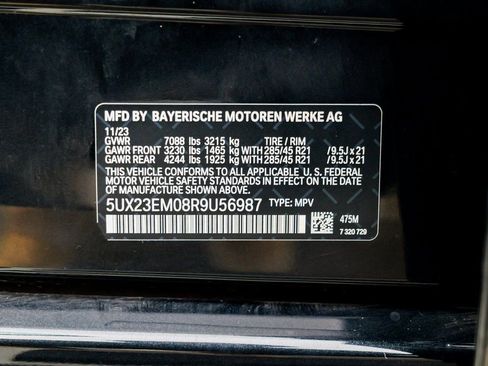 MFD BY BAYERISCHE MOTOREN WERKE AG
11/23
GVWR 7088 lbs 3215 kg TIRE / RIM
GAWR FRONT 3230 lbs 1465 kg WITH 285/45 R21 /9.5J x 21
GAWR REAR 4244 lbs 1925 kg WITH 285/45 R21 /9.5J x 21
THIS VEHICLE CONFORMS TO ALL APPLICABLE U.S. FEDERAL
MOTOR VEHICLE SAFETY STANDARDS IN EFFECT ON THE
DATE OF MANUFACTURE SHOWN ABOVE.
5UX23EM08R9U56987 TYPE: MPV
475M
7 320 729